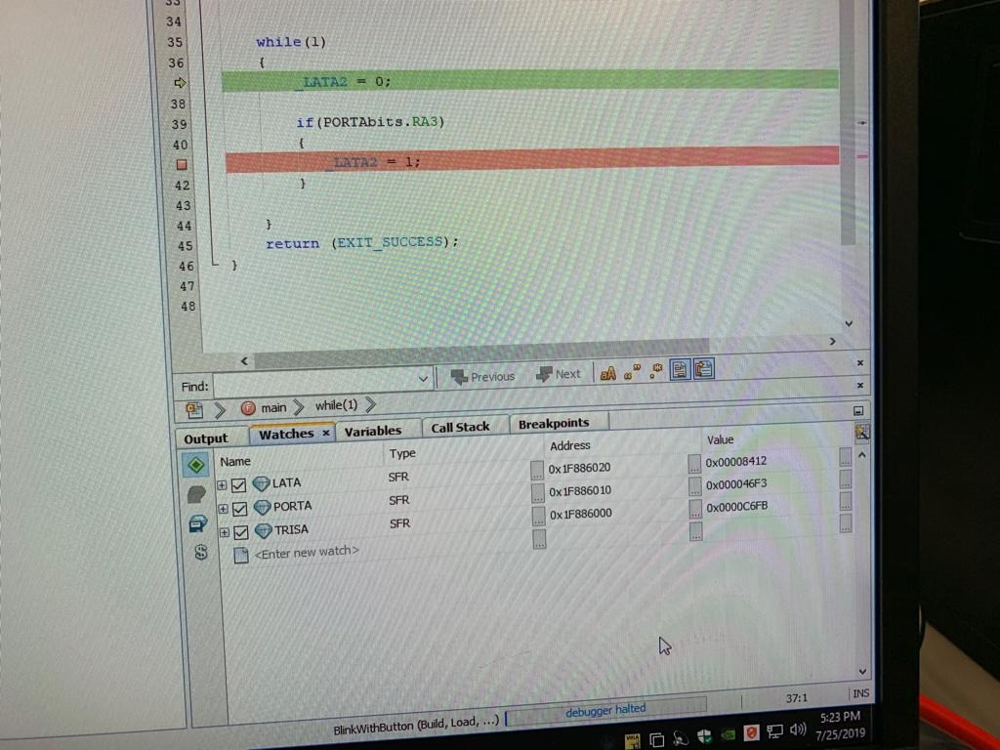 33
34
35 while(1)
36 {
_LATA2 = 0;
38
39 if(PORTAbits.RA3)
40 {
_LATA2 = 1;
42 }
43
44 }
45 return (EXIT_SUCCESS);
46 }
47
48
Find: Previous Next aA
main while(1)
Output Watches x Variables Call Stack Breakpoints
Name Type Address Value
LATA SFR ... 0x1F886020 ... 0x00008412 ...
PORTA SFR ... 0x1F886010 ... 0x000046F3 ...
TRISA SFR ... 0x1F886000 ... 0x0000C6FB ...
<Enter new watch> ... ... ...
BlinkWithButton (Build, Load, ...) debugger halted 37:1 INS
5:23 PM
7/25/2019